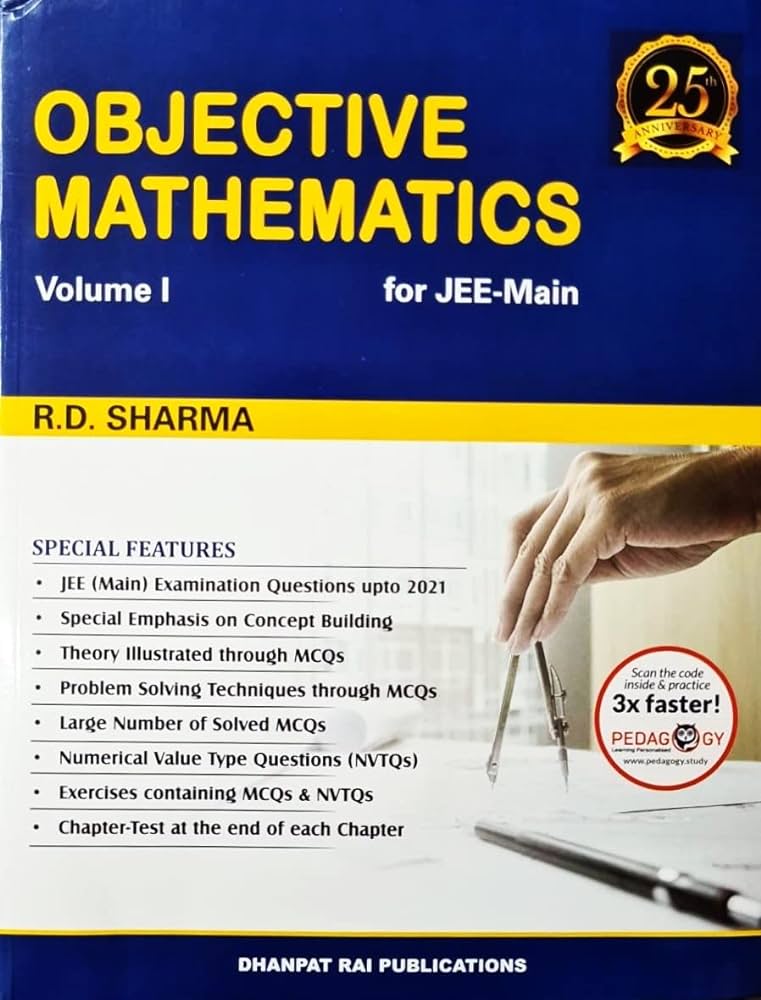 25th
ANNIVERSARY
OBJECTIVE
MATHEMATICS
Volume I for JEE-Main
R.D. SHARMA
SPECIAL FEATURES
• JEE (Main) Examination Questions upto 2021
• Special Emphasis on Concept Building
• Theory Illustrated through MCQs
• Problem Solving Techniques through MCQs
• Large Number of Solved MCQs
• Numerical Value Type Questions (NVTQs)
• Exercises containing MCQs & NVTQs
• Chapter-Test at the end of each Chapter
Scan the code
inside & practice
3x faster!
PEDAGOGY
Learning Personalised
www.pedagogy.study
DHANPAT RAI PUBLICATIONS